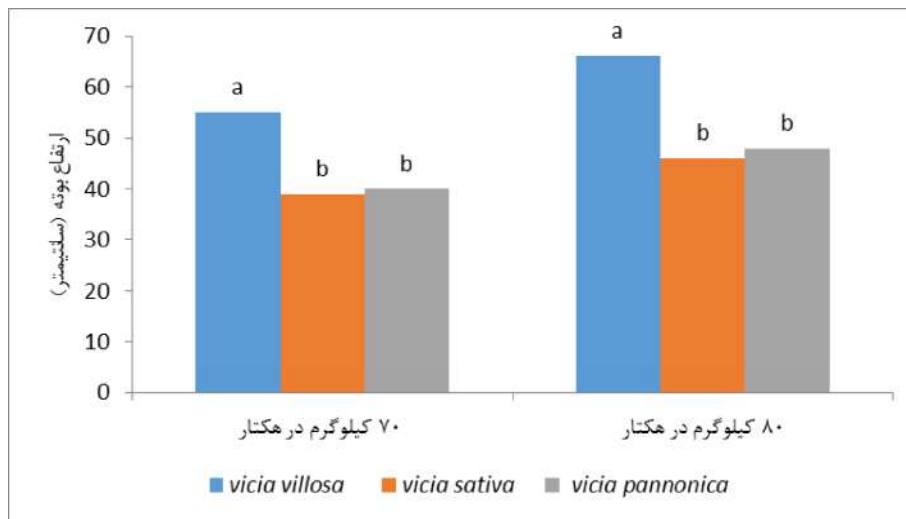 ارتفاع بوته (سانتیمتر)
70
60
50
40
30
20
10
0
a
b
b
a
b
b
۷۰ کیلوگرم در هکتار
۸۰ کیلوگرم در هکتار
vicia villosa
vicia sativa
vicia pannonica